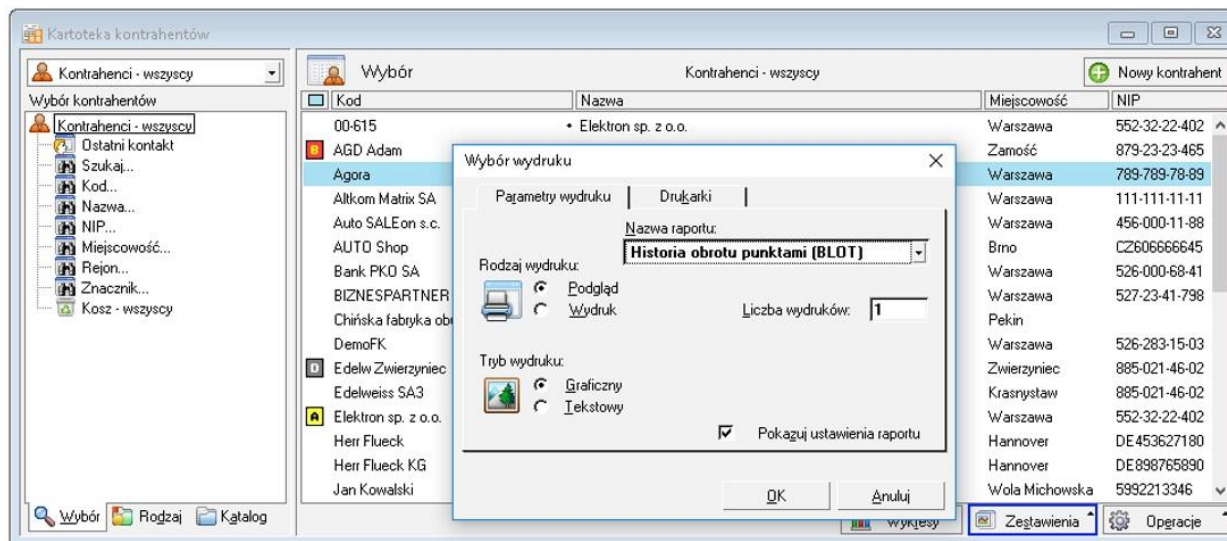 Kartoteka kontrahentów
Kontrahenci - wszyscy
Wybór kontrahentów
Kontrahenci - wszyscy
Ostatni kontakt
Szukaj...
Kod...
Nazwa...
NIP...
Miejscowość...
Rejon...
Znacznik...
Kosz - wszyscy
Wybór Rodzaj Katalog
Wybór Kontrahenci - wszyscy Nowy kontrahent
Kod Nazwa Miejscowość NIP
00-615 • Elektron sp. z o.o. Warszawa 552-32-22-402
B AGD Adam Zamość 879-23-23-465
Agora Warszawa 789-789-78-89
Altkom Matrix SA Warszawa 111-111-11-11
Auto SALEon s.c. Warszawa 456-000-11-88
AUTO Shop Brno CZ606666645
Bank PKO SA Warszawa 526-000-68-41
BIZNESPARTNER Warszawa 527-23-41-798
Chińska fabryka Pekin
DemoFK Warszawa 526-283-15-03
D Edelw Zwierzyniec Zwierzyniec 885-021-46-02
Edelweiss SA3 Krasnystaw 885-021-46-02
A Elektron sp. z o.o. Warszawa 552-32-22-402
Herr Flueck Hannover DE453627180
Herr Flueck KG Hannover DE898765890
Jan Kowalski Wola Michowska 5992213346
Wykresy Zestawienia Operacje
Wybór wydruku
Parametry wydruku Drukarki
Nazwa raportu:
Historia obrotu punktami (BLOT)
Rodzaj wydruku:
Podgląd
Wydruk
Liczba wydruków: 1
Tryb wydruku:
Graficzny
Tekstowy
Pokazuj ustawienia raportu
OK Anuluj